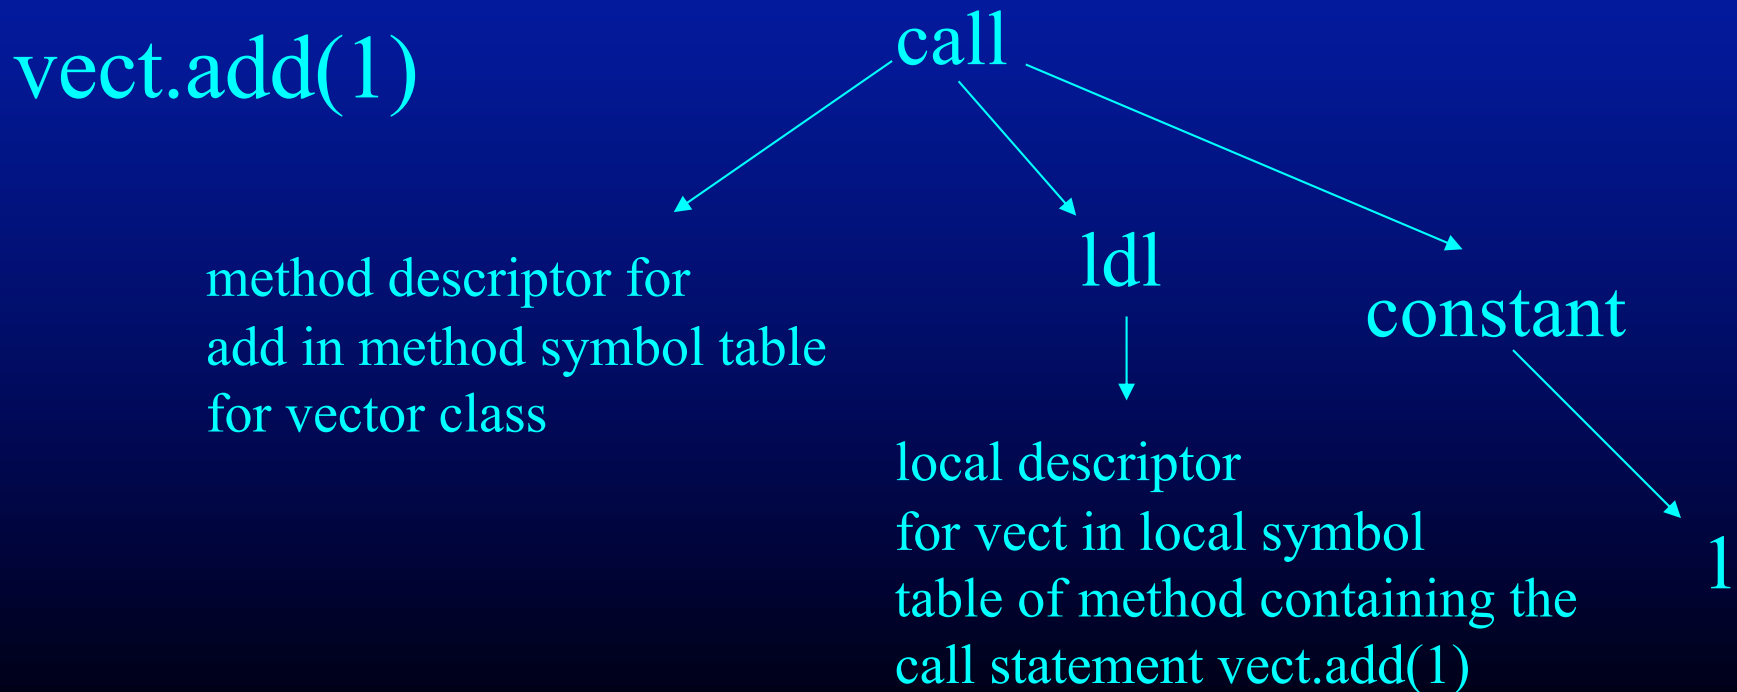 vect.add(1)
call
method descriptor for
add in method symbol table
for vector class
ldl
constant
local descriptor
for vect in local symbol
table of method containing the
call statement vect.add(1)
1